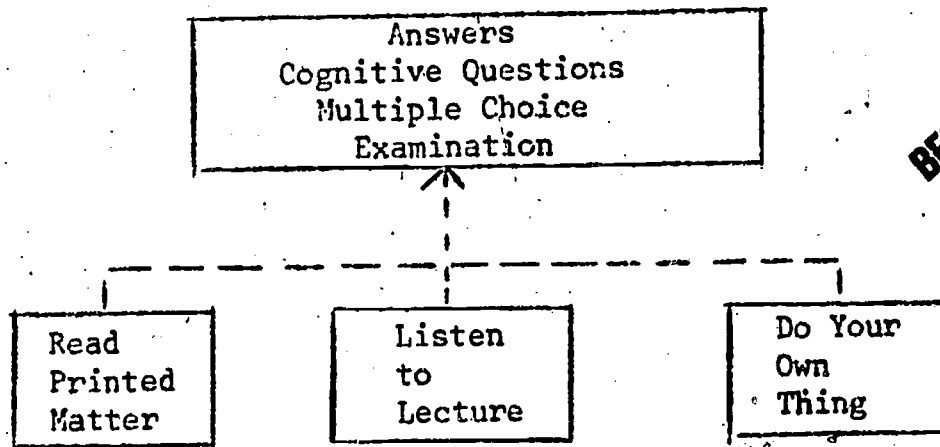 Answers
Cognitive Questions
Multiple Choice
Examination
Read
Printed
Matter
Listen
to
Lecture
Do Your
Own
Thing